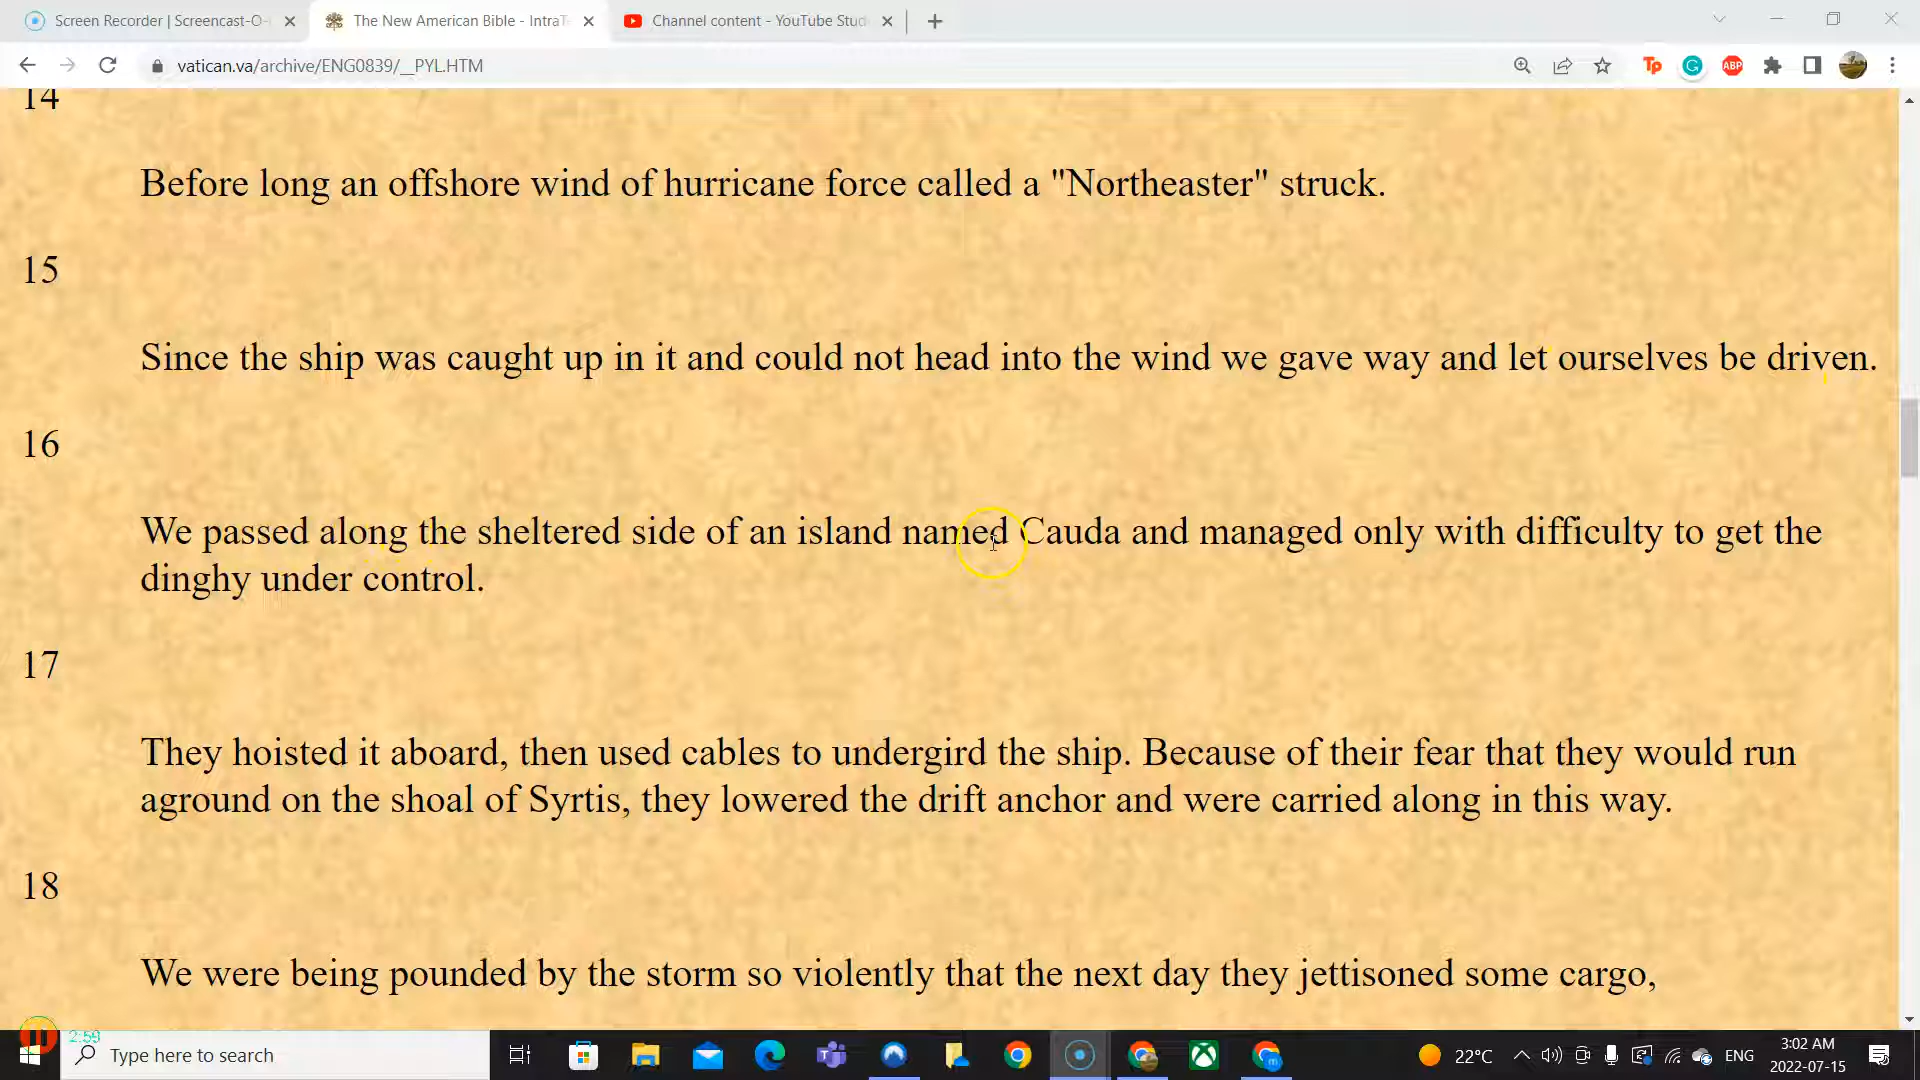 Screen Recorder | Screencast-O-
The New American Bible - IntraT
Channel content - YouTube Stud
vatican.va/archive/ENG0839/__PYL.HTM
14
Before long an offshore wind of hurricane force called a "Northeaster" struck.
15
Since the ship was caught up in it and could not head into the wind we gave way and let ourselves be driven.
16
We passed along the sheltered side of an island named Cauda and managed only with difficulty to get the
dinghy under control.
17
They hoisted it aboard, then used cables to undergird the ship. Because of their fear that they would run
aground on the shoal of Syrtis, they lowered the drift anchor and were carried along in this way.
18
We were being pounded by the storm so violently that the next day they jettisoned some cargo,
2:59
Type here to search
22°C
ENG
3:02 AM
2022-07-15